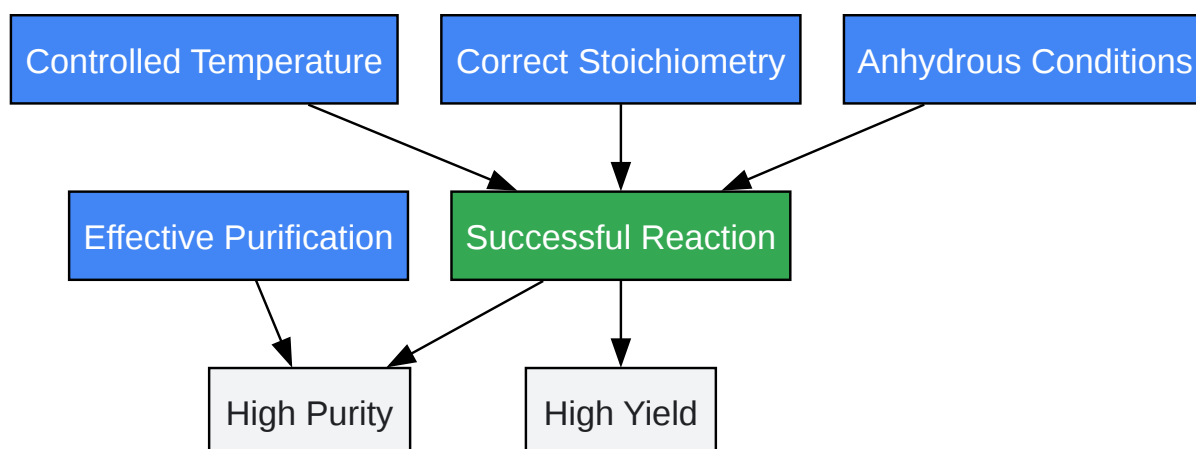 Controlled Temperature
Correct Stoichiometry
Anhydrous Conditions
Effective Purification
Successful Reaction
High Purity
High Yield